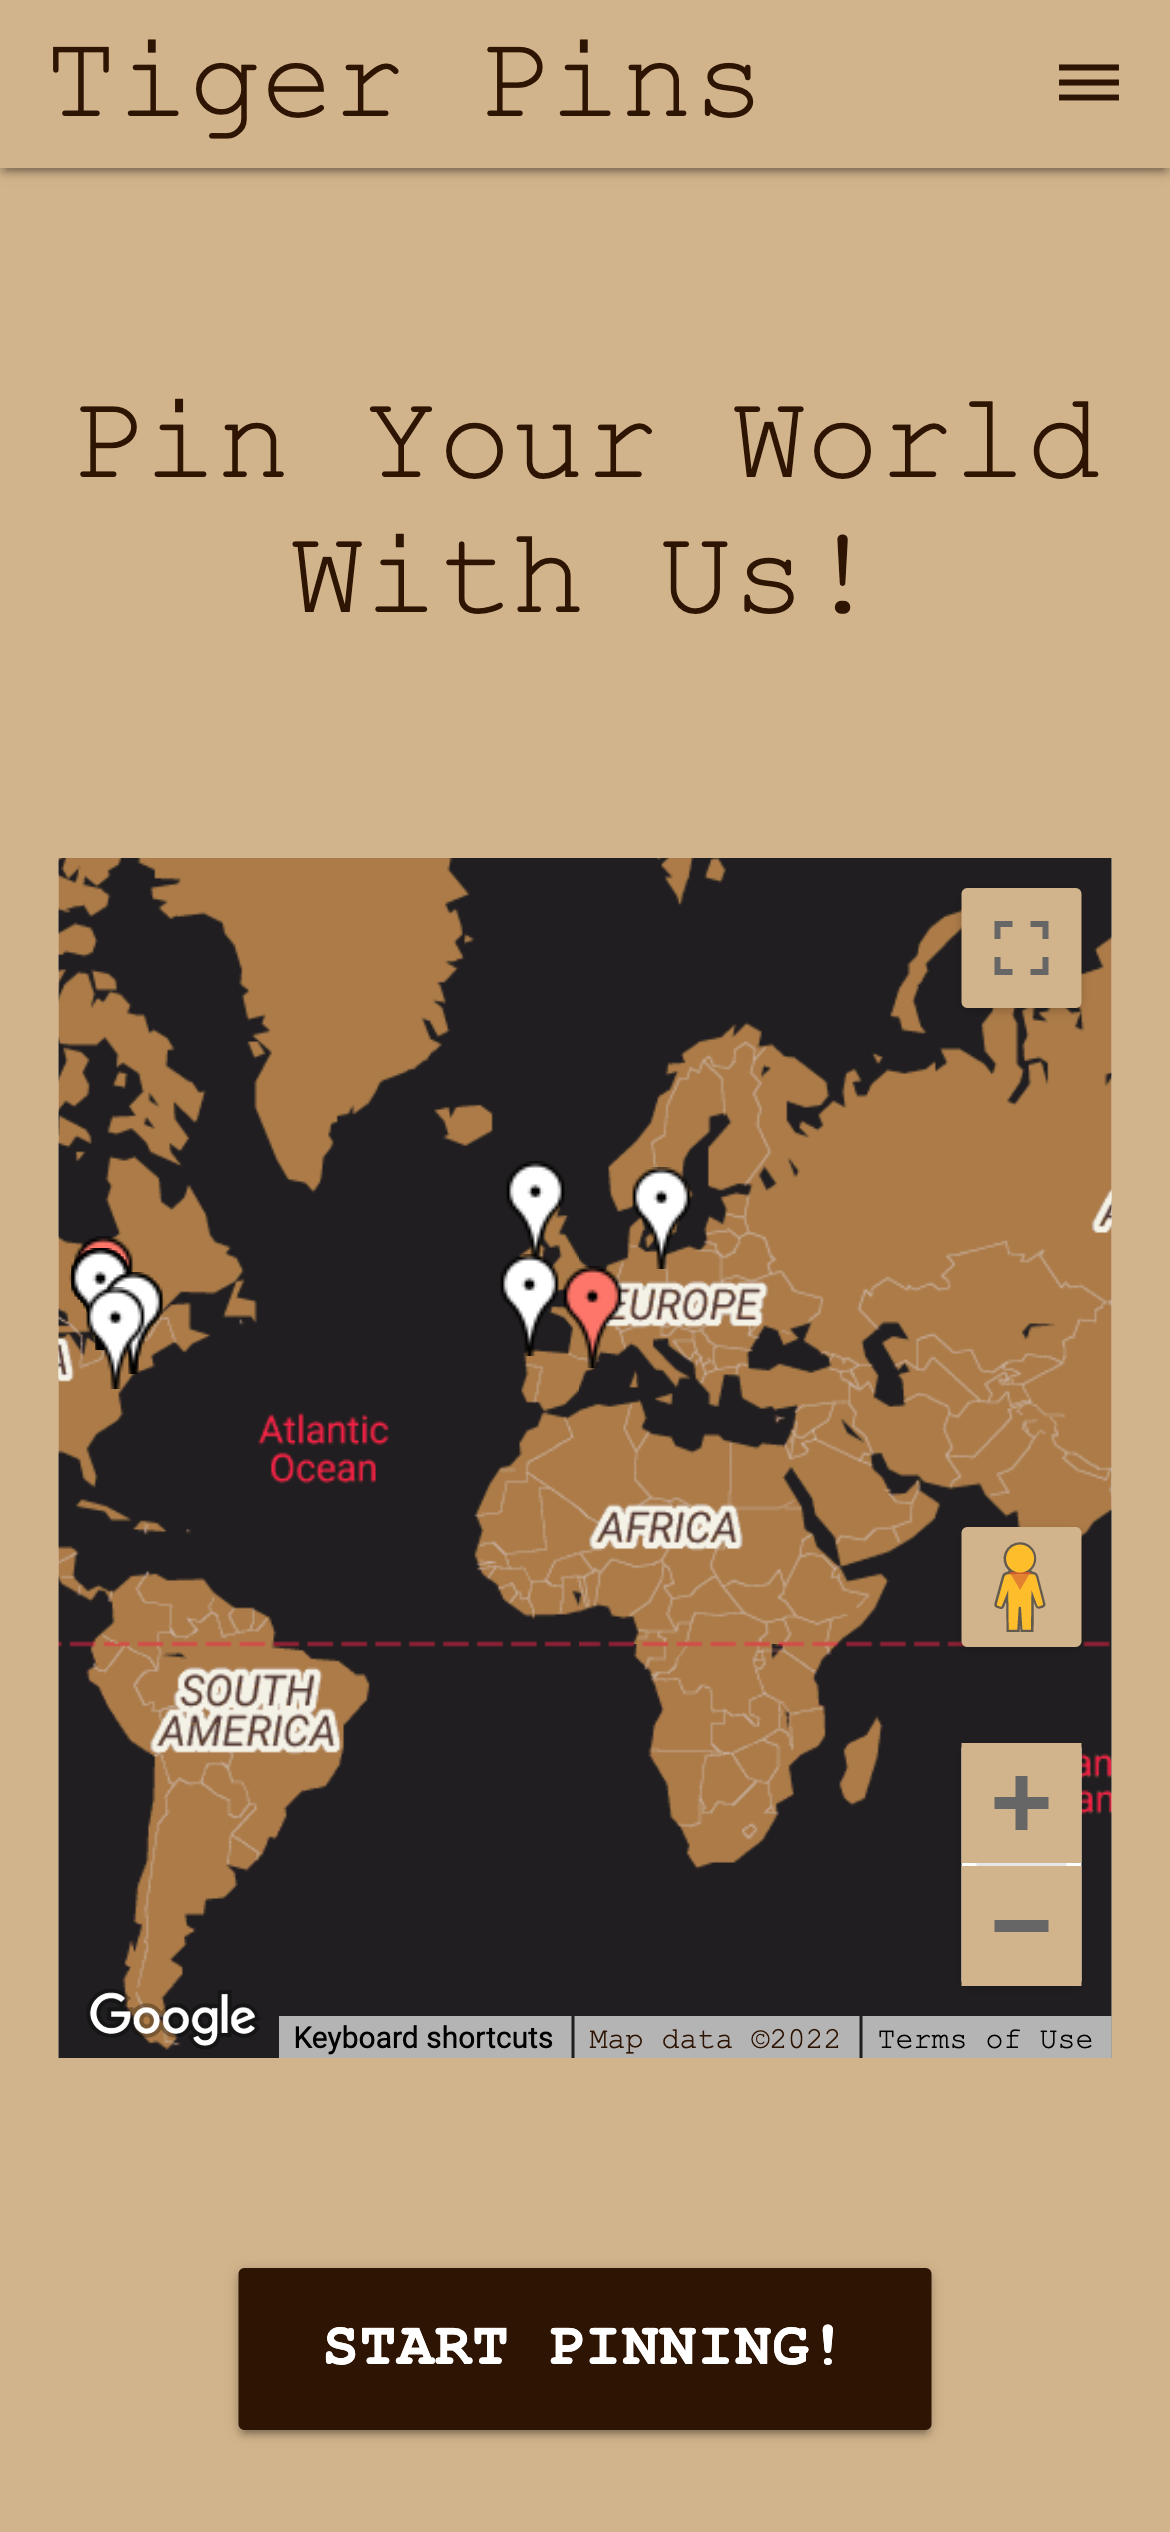 Tiger Pins
Pin Your World
With Us!
EUROPE
Atlantic
Ocean
AFRICA
SOUTH
AMERICA
Google
Keyboard shortcuts
Map data ©2022
Terms of Use
START PINNING!